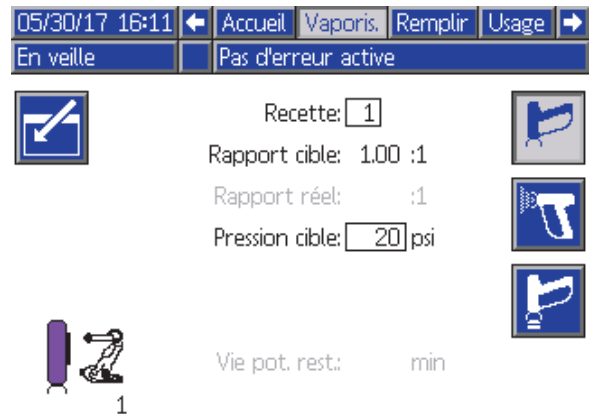 05/30/17 16:11 Accueil Vaporis. Remplir Usage
En veille Pas d'erreur active
Recette: 1
Rapport cible: 1.00 :1
Rapport réel: :1
Pression cible: 20 psi
Vie pot. rest.: min
1